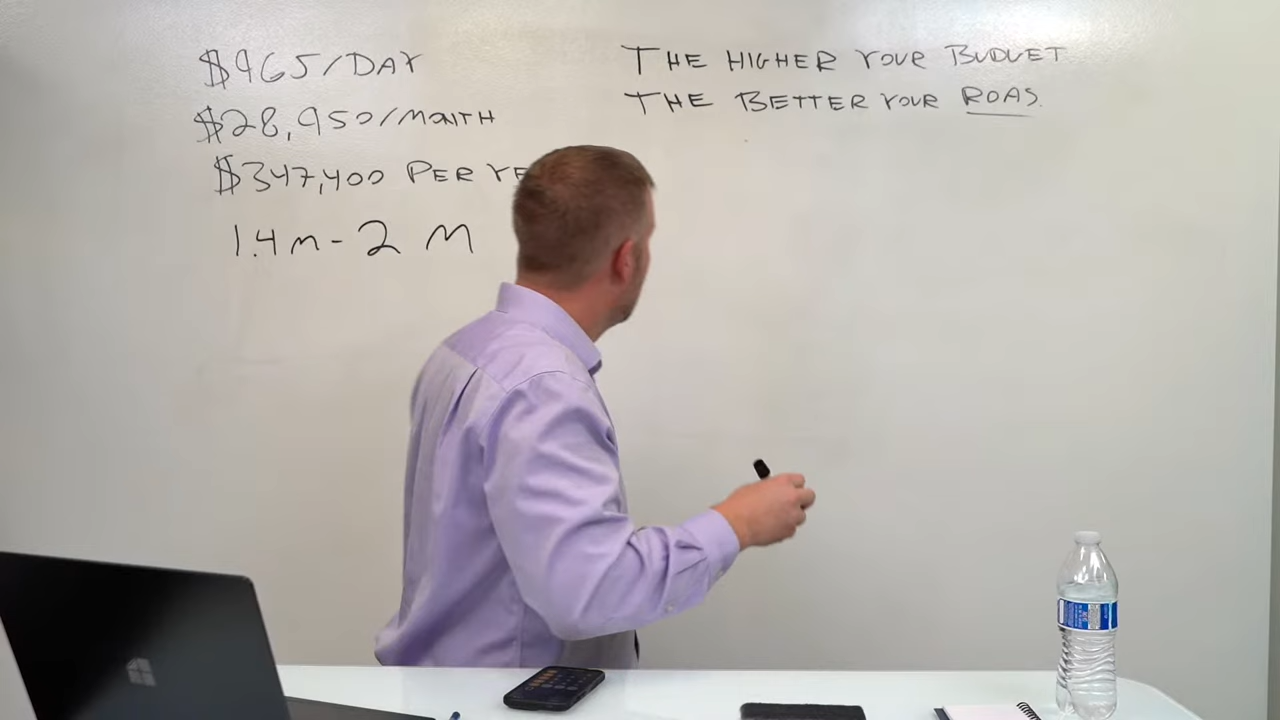 $965/DAY
$28,950/MONTH
$347,400 PER YE
1.4M - 2 M
THE HIGHER YOUR BUDGET
THE BETTER YOUR ROAS.